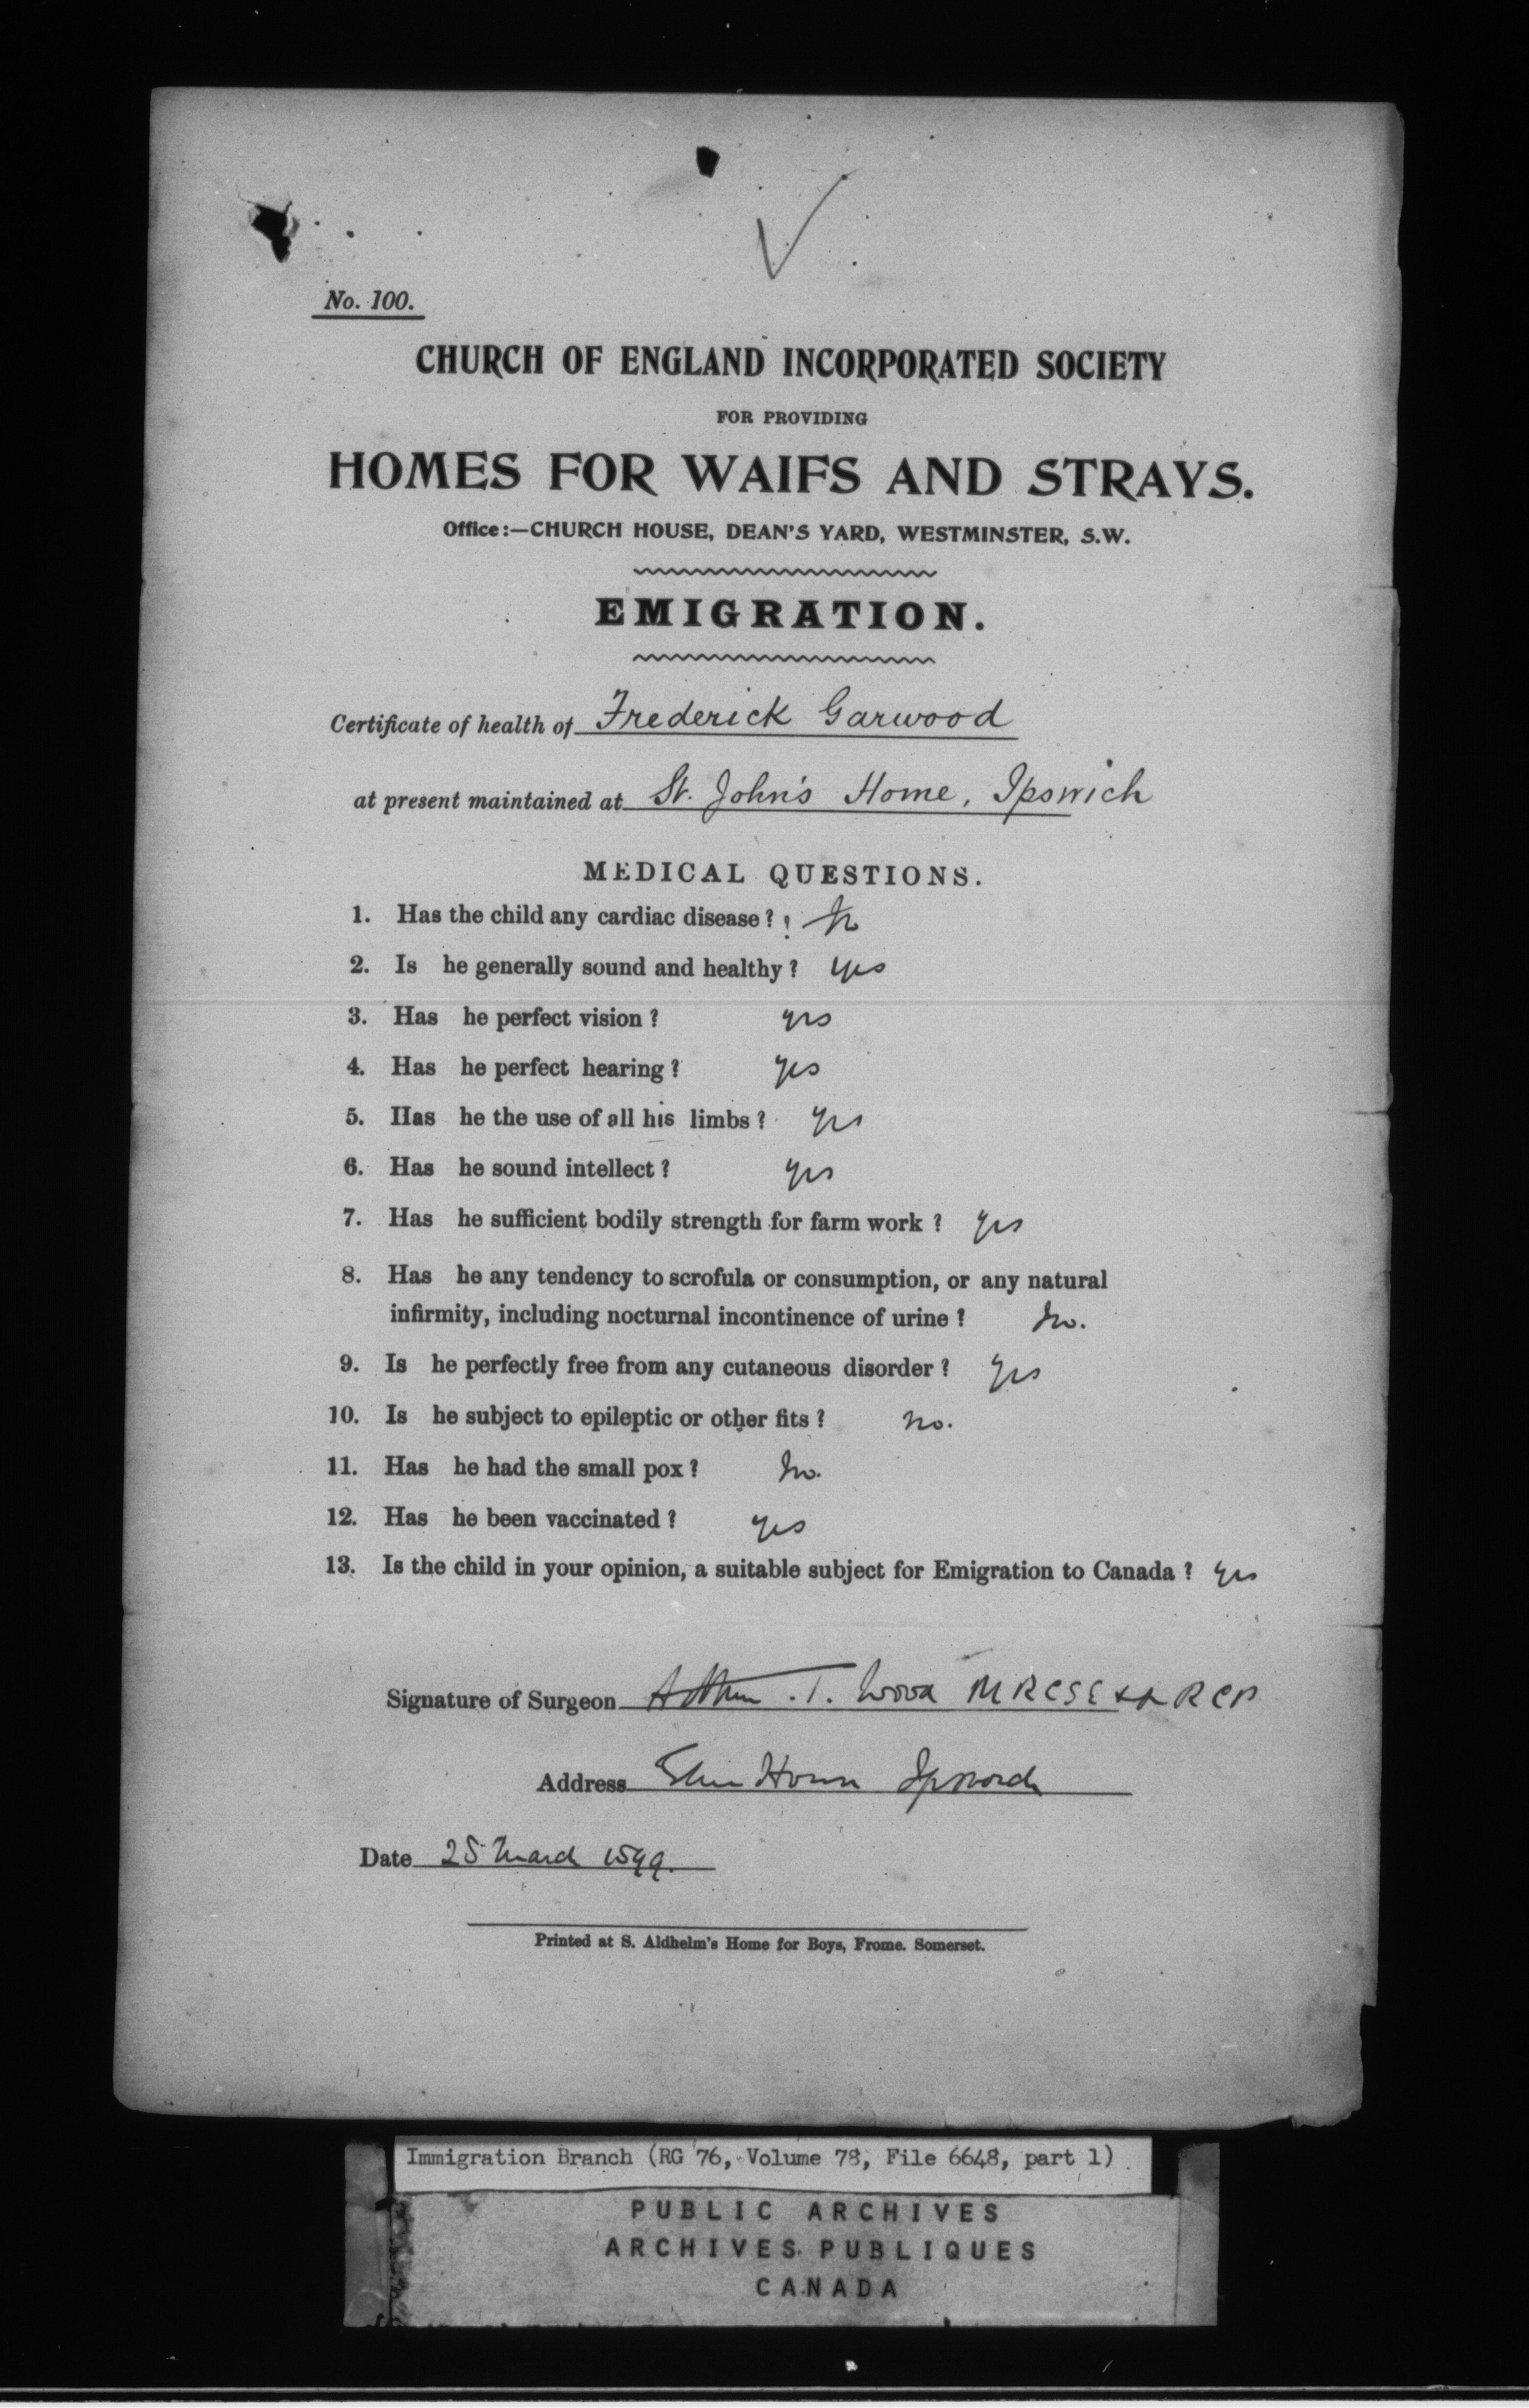 No. 100.
CHURCH OF ENGLAND INCORPORATED SOCIETY
FOR PROVIDING
HOMES FOR WAIFS AND STRAYS.
Office:—CHURCH HOUSE, DEAN'S YARD, WESTMINSTER, S.W.
EMIGRATION.
Certificate of health of Frederick Garwood
at present maintained at St. John's Home, Ipswich
MEDICAL QUESTIONS.
1. Has the child any cardiac disease? No
2. Is he generally sound and healthy? yes
3. Has he perfect vision? yes
4. Has he perfect hearing? yes
5. Has he the use of all his limbs? yes
6. Has he sound intellect? yes
7. Has he sufficient bodily strength for farm work? yes
8. Has he any tendency to scrofula or consumption, or any natural
infirmity, including nocturnal incontinence of urine? No.
9. Is he perfectly free from any cutaneous disorder? yes
10. Is he subject to epileptic or other fits? no.
11. Has he had the small pox? No.
12. Has he been vaccinated? yes
13. Is the child in your opinion, a suitable subject for Emigration to Canada? yes
Signature of Surgeon Arthur . T. Wood MRCSE & LRCP
Address Ipswich
Date 25 March 1899.
Printed at S. Aldhelm's Home for Boys, Frome. Somerset.
Immigration Branch (RG 76, Volume 78, File 6648, part 1)
PUBLIC ARCHIVES
ARCHIVES PUBLIQUES
CANADA